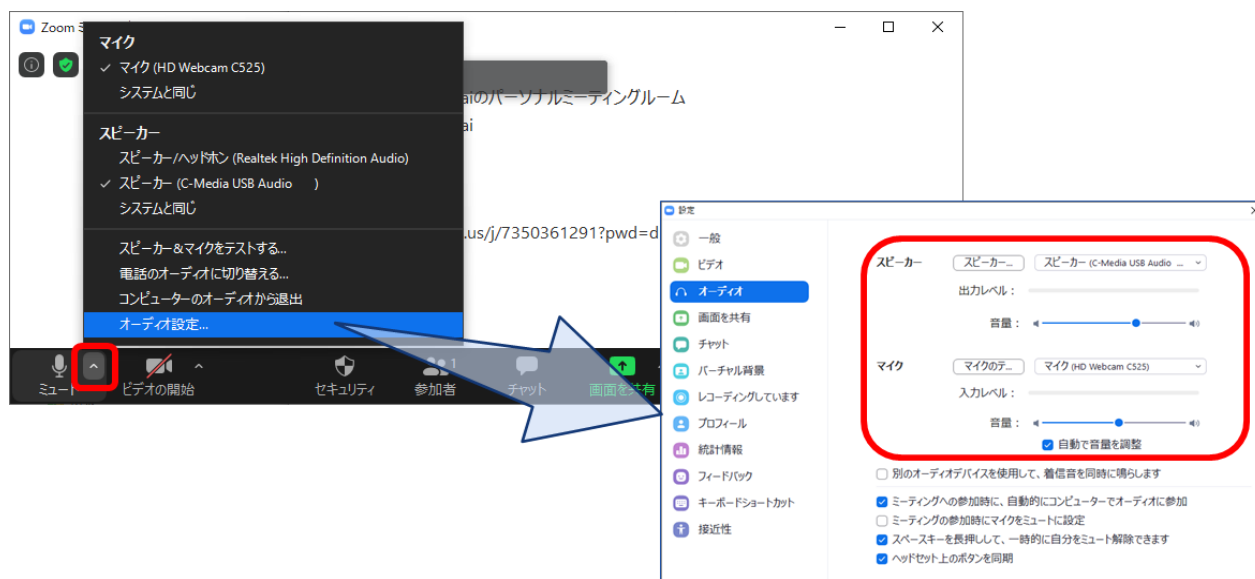 Zoom
マイク
マイク (HD Webcam C525)
システムと同じ
スピーカー
スピーカー/ヘッドホン (Realtek High Definition Audio)
スピーカー (C-Media USB Audio )
システムと同じ
スピーカー&マイクをテストする...
電話のオーディオに切り替える...
コンピューターのオーディオから退出
オーディオ設定...
aiのパーソナルミーティングルーム
ai
.us/j/7350361291?pwd=d
ミュート
ビデオの開始
セキュリティ
1
参加者
チャット
画面を共有
設定
一般
ビデオ
オーディオ
画面を共有
チャット
バーチャル背景
レコーディングしています
プロフィール
統計情報
フィードバック
キーボードショートカット
接近性
スピーカー スピーカー... スピーカー (C-Media USB Audio ...
出力レベル:
音量:
マイク マイクのテ... マイク (HD Webcam C525)
入力レベル:
音量:
自動で音量を調整
別のオーディオデバイスを使用して、着信音を同時に鳴らします
ミーティングへの参加時に、自動的にコンピューターでオーディオに参加
ミーティングの参加時にマイクをミュートに設定
スペースキーを長押しして、一時的に自分をミュート解除できます
ヘッドセット上のボタンを同期